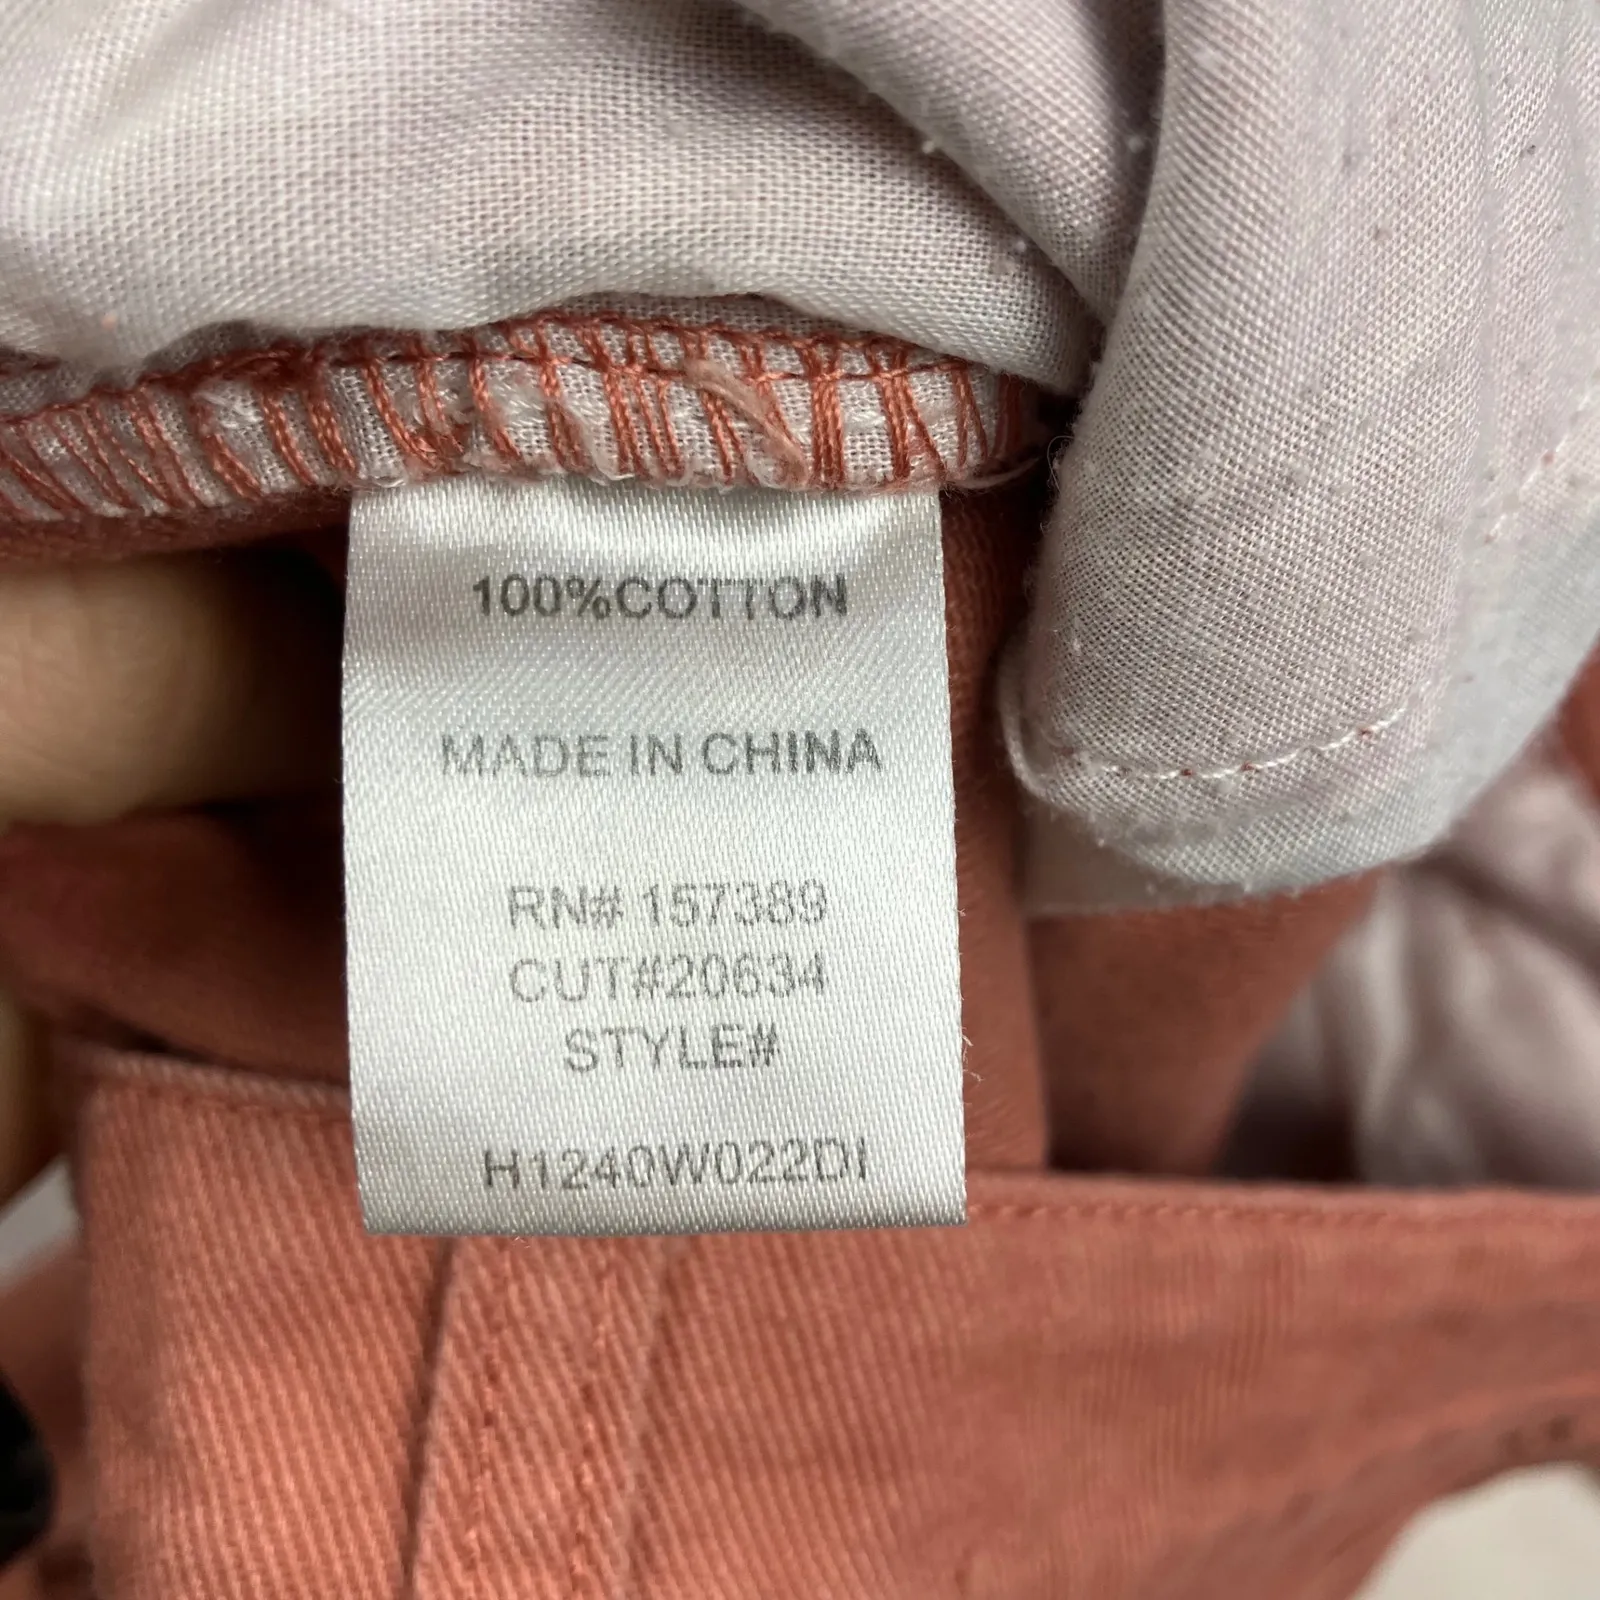 100%COTTON
MADE IN CHINA
RN# 157389
CUT#20634
STYLE#
H1240W022DI